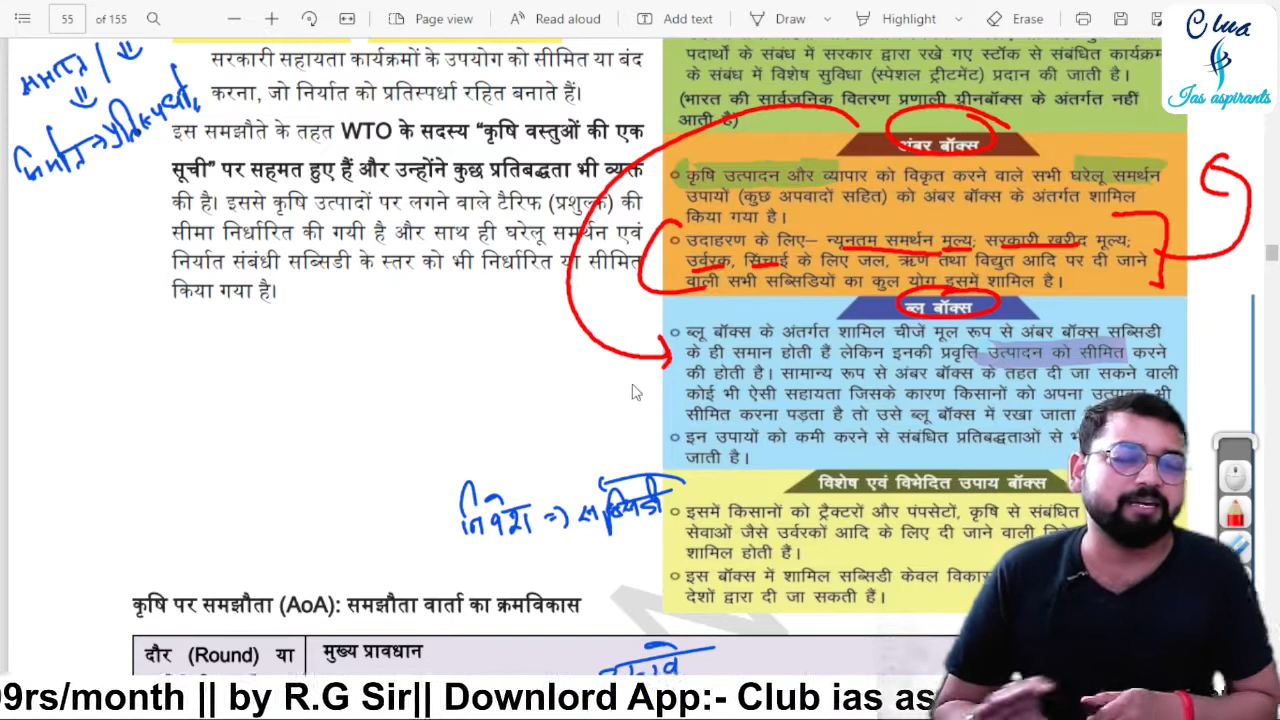 55 of 155
Page view
Read aloud
Add text
Draw
Highlight
Erase
Clua
Ias aspirants
सरकारी सहायता कार्यक्रमों के उपयोग को सीमित या बंद
करना, जो निर्यात को प्रतिस्पर्धा रहित बनाते हैं।
इस समझौते के तहत WTO के सदस्य “कृषि वस्तुओं की एक
सूची” पर सहमत हुए हैं और उन्होंने कुछ प्रतिबद्धता भी व्यक्त
की है। इससे कृषि उत्पादों पर लगने वाले टैरिफ (प्रशुल्क) की
सीमा निर्धारित की गयी है और साथ ही घरेलू समर्थन एवं
निर्यात संबंधी सब्सिडी के स्तर को भी निर्धारित या सीमित
किया गया है।
पदार्थों के संबंध में सरकार द्वारा रखे गए स्टॉक से संबंधित कार्यक्रम
के संबंध में विशेष सुविधा (स्पेशल ट्रीटमेंट) प्रदान की जाती है।
(भारत की सार्वजनिक वितरण प्रणाली ग्रीनबॉक्स के अंतर्गत नहीं
आती है)
अंबर बॉक्स
कृषि उत्पादन और व्यापार को विकृत करने वाले सभी घरेलू समर्थन
उपायों (कुछ अपवादों सहित) को अंबर बॉक्स के अंतर्गत शामिल
किया गया है।
उदाहरण के लिए– न्यूनतम समर्थन मूल्य; सरकारी खरीद मूल्य;
उर्वरक, सिंचाई के लिए जल, ऋण तथा विद्युत आदि पर दी जाने
वाली सभी सब्सिडियों का कुल योग इसमें शामिल है।
ब्लू बॉक्स
ब्लू बॉक्स के अंतर्गत शामिल चीजें मूल रूप से अंबर बॉक्स सब्सिडी
के ही समान होती हैं लेकिन इनकी प्रवृत्ति उत्पादन को सीमित करने
की होती है। सामान्य रूप से अंबर बॉक्स के तहत दी जा सकने वाली
कोई भी ऐसी सहायता जिसके कारण किसानों को अपना उत्पादन भी
सीमित करना पड़ता है तो उसे ब्लू बॉक्स में रखा जाता
इन उपायों को कमी करने से संबंधित प्रतिबद्धताओं से
जाती है।
निवेश => सब्सिडी
विशेष एवं विभेदित उपाय बॉक्स
इसमें किसानों को ट्रैक्टरों और पंपसेटों, कृषि से संबंधित
सेवाओं जैसे उर्वरकों आदि के लिए दी जाने वाली
शामिल होती हैं।
इस बॉक्स में शामिल सब्सिडी केवल
देशों द्वारा दी जा सकती हैं।
कृषि पर समझौता (AoA): समझौता वार्ता का क्रमविकास
दौर (Round) या
मुख्य प्रावधान
99rs/month || by R.G Sir|| Downlord App:- Club ias as